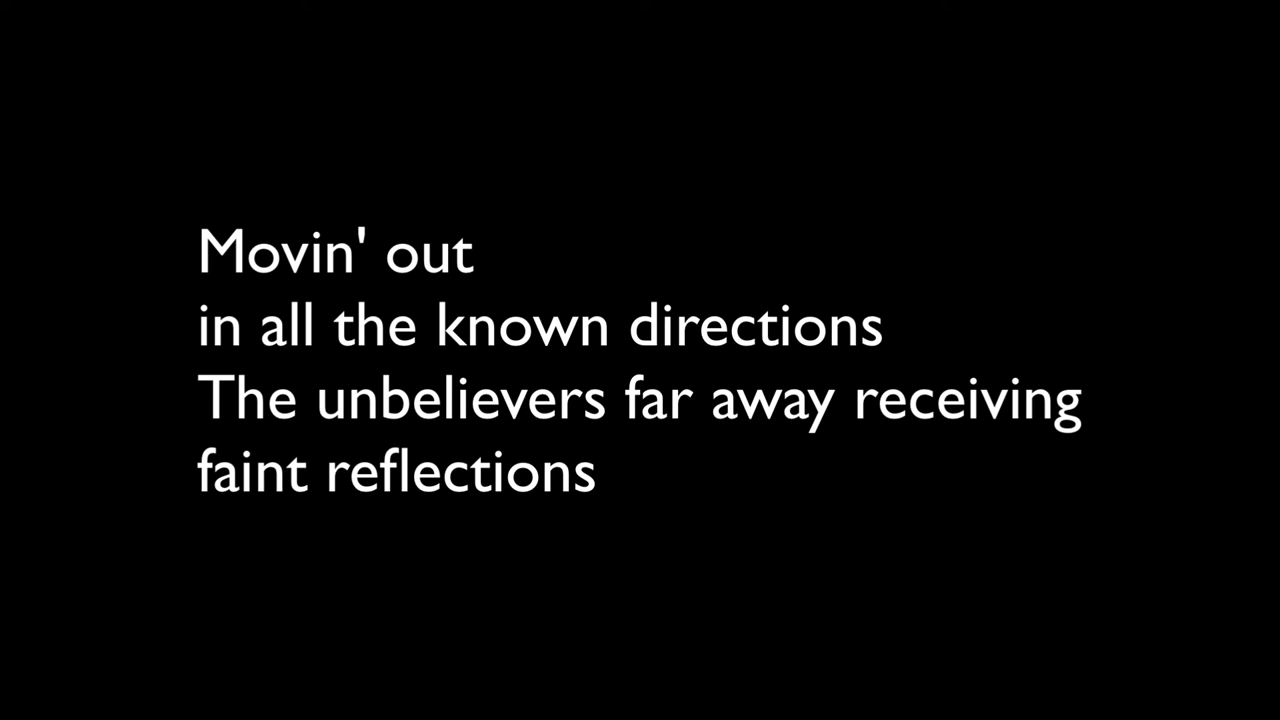 Movin' out
in all the known directions
The unbelievers far away receiving
faint reflections